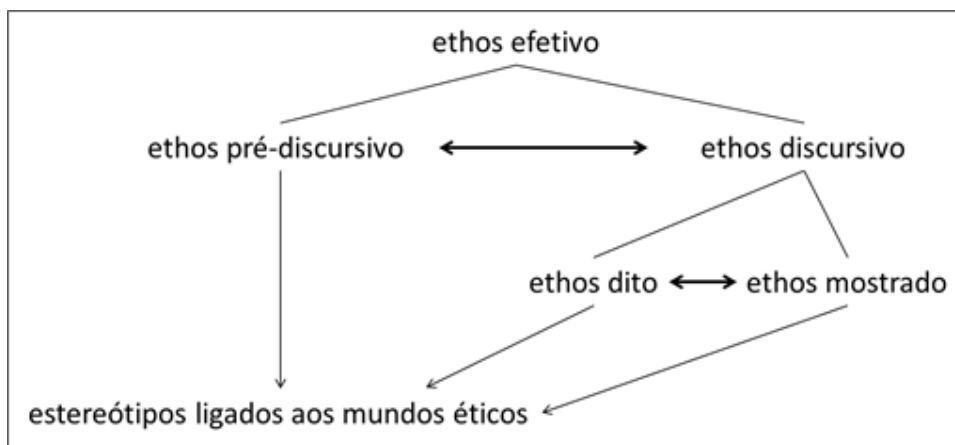 ethos efetivo
ethos pré-discursivo
ethos discursivo
ethos dito
ethos mostrado
estereótipos ligados aos mundos éticos